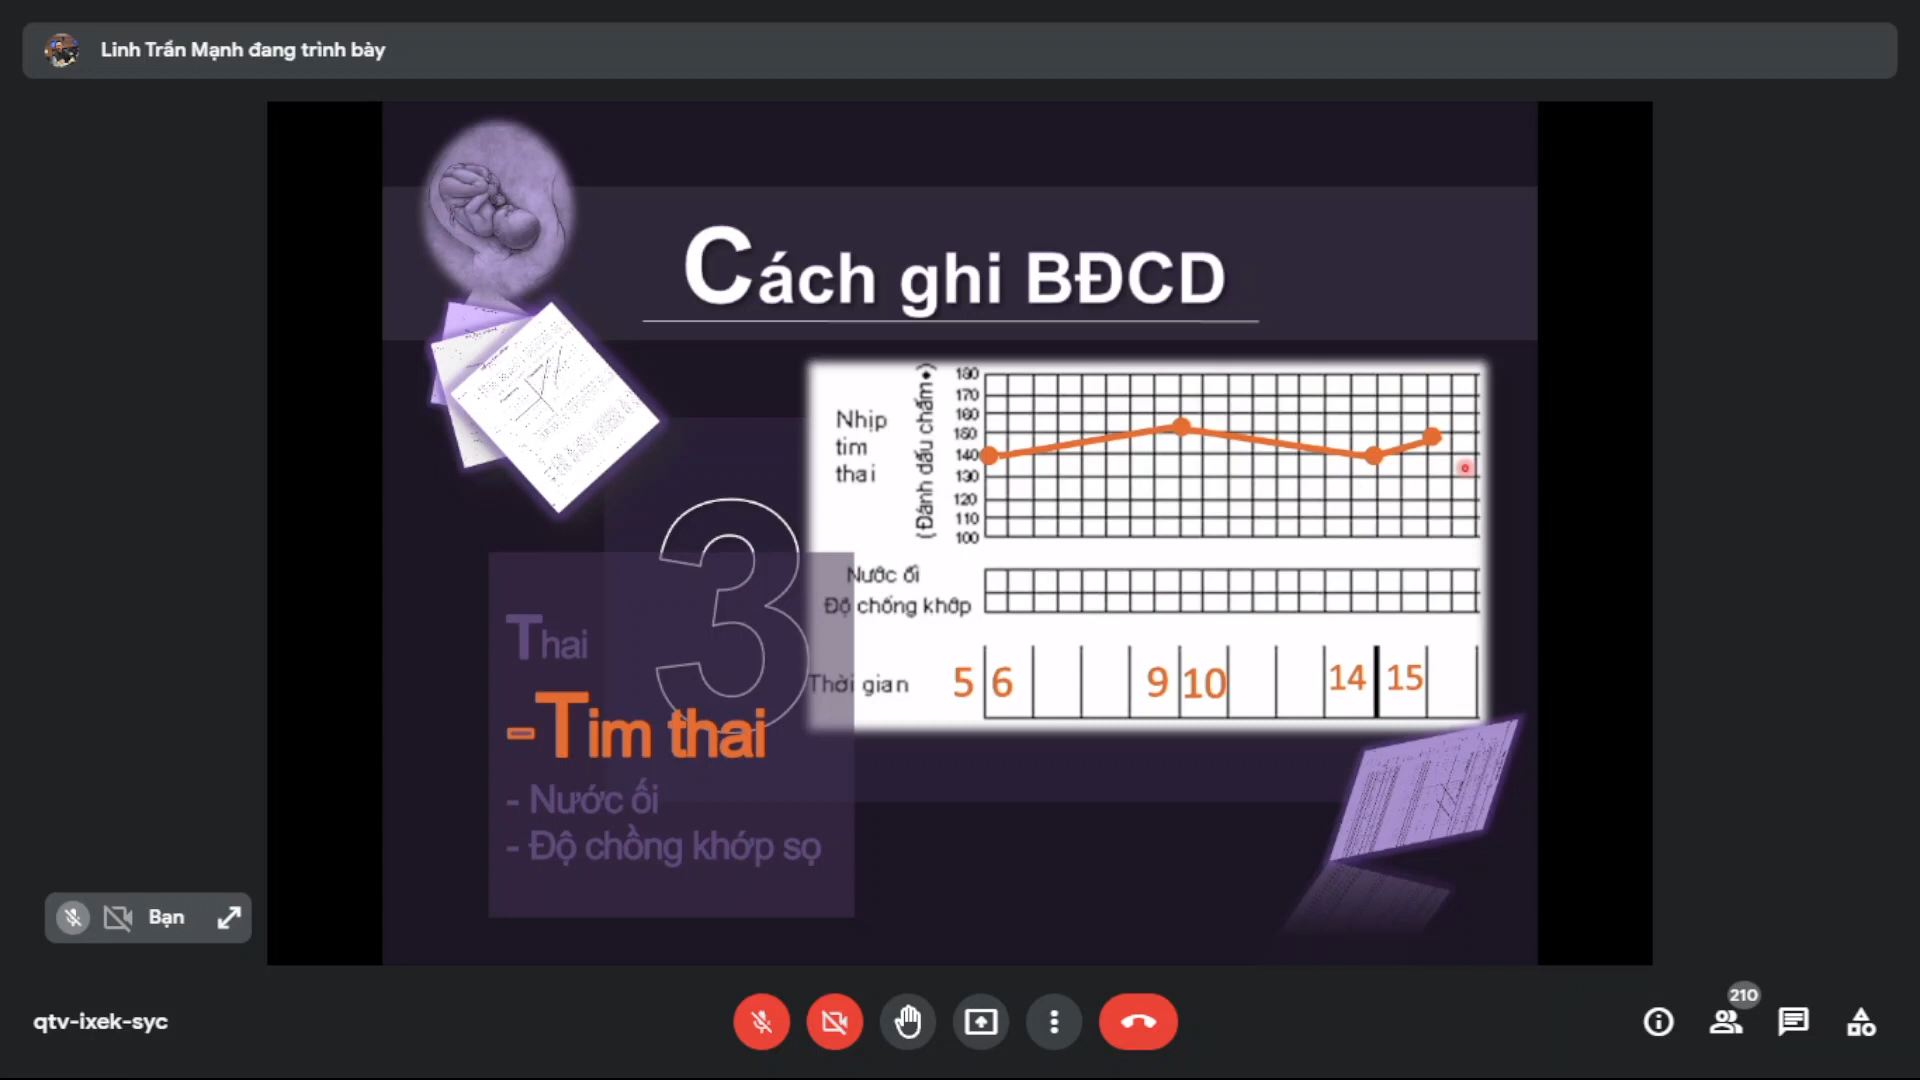 Linh Trần Mạnh đang trình bày
Cách ghi BĐCD
Nhịp
tim
thai
(Đánh dấu chấm●)
180
170
160
150
140
130
120
110
100
Nước ối
Độ chống khớp
Thời gian 5 6 9 10 14 15
3
Thai
-Tim thai
- Nước ối
- Độ chồng khớp sọ
Bạn
qtv-ixek-syc
210